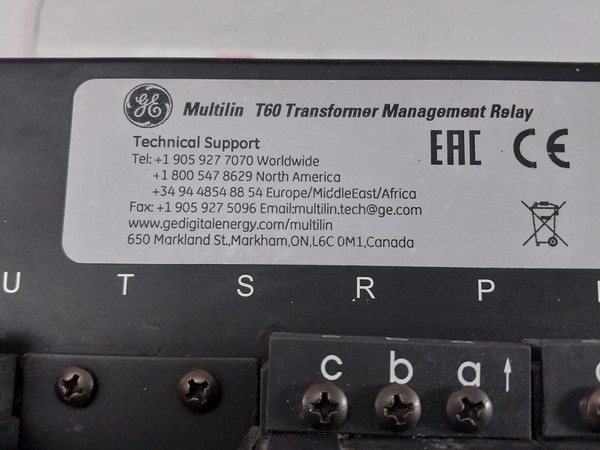 GE Multilin T60 Transformer Management Relay
Technical Support
Tel: +1 905 927 7070 Worldwide
+1 800 547 8629 North America
+34 94 4854 88 54 Europe/MiddleEast/Africa
Fax: +1 905 927 5096 Email:multilin.tech@ge.com
www.gedigitalenergy.com/multilin
650 Markland St.,Markham,ON,L6C 0M1,Canada
EAC CE
U T S R P
c b a